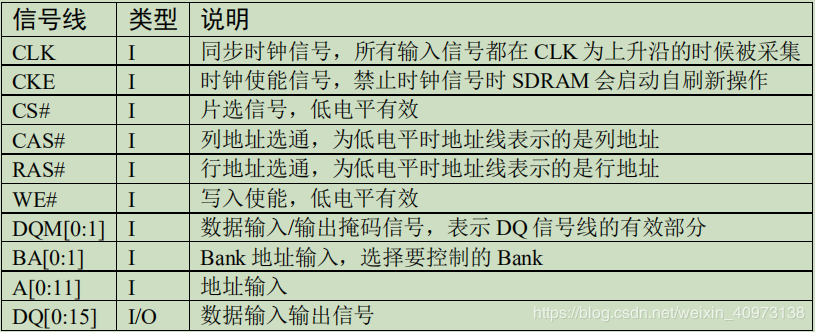 信号线 类型 说明
CLK I 同步时钟信号，所有输入信号都在 CLK 为上升沿的时候被采集
CKE I 时钟使能信号，禁止时钟信号时 SDRAM 会启动自刷新操作
CS# I 片选信号，低电平有效
CAS# I 列地址选通，为低电平时地址线表示的是列地址
RAS# I 行地址选通，为低电平时地址线表示的是行地址
WE# I 写入使能，低电平有效
DQM[0:1] I 数据输入/输出掩码信号，表示 DQ 信号线的有效部分
BA[0:1] I Bank 地址输入，选择要控制的 Bank
A[0:11] I 地址输入
DQ[0:15] I/O 数据输入输出信号
https://blog.csdn.net/weixin_40973138